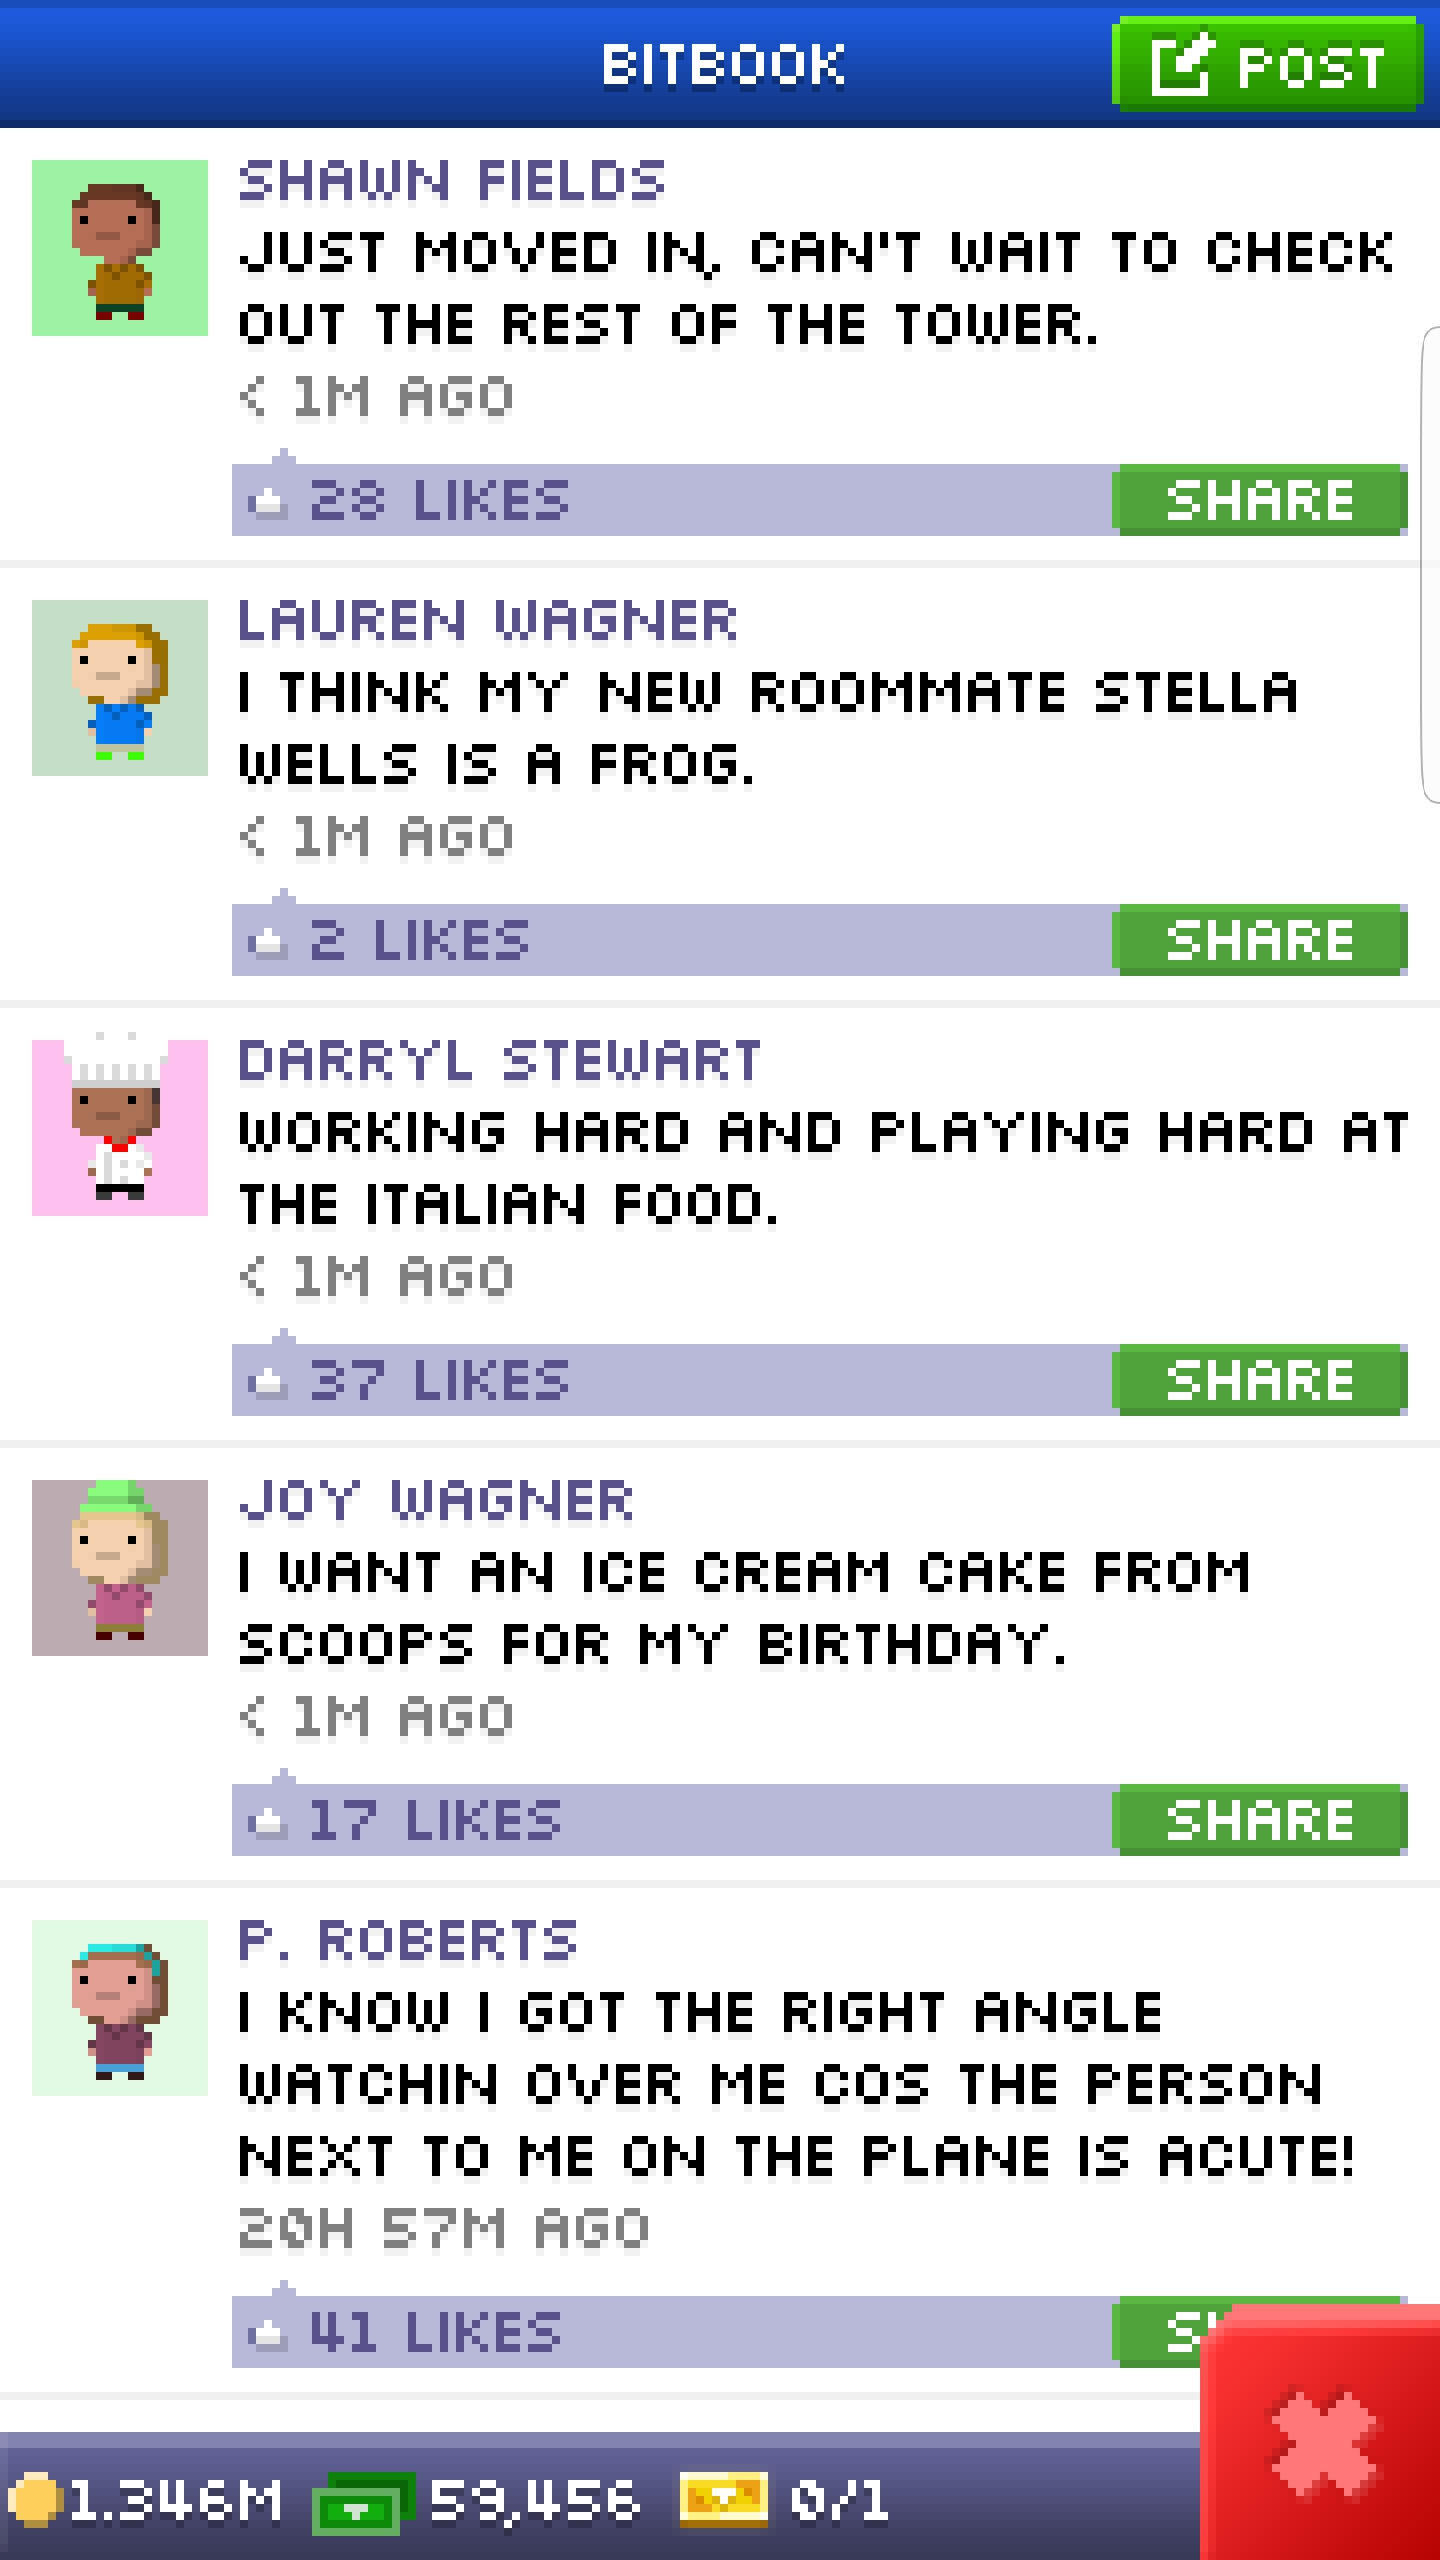 BITBOOK
POST
SHAWN FIELDS
JUST MOVED IN, CAN'T WAIT TO CHECK
OUT THE REST OF THE TOWER.
< 1M AGO
28 LIKES
SHARE
LAUREN WAGNER
I THINK MY NEW ROOMMATE STELLA
WELLS IS A FROG.
< 1M AGO
2 LIKES
SHARE
DARRYL STEWART
WORKING HARD AND PLAYING HARD AT
THE ITALIAN FOOD.
< 1M AGO
37 LIKES
SHARE
JOY WAGNER
I WANT AN ICE CREAM CAKE FROM
SCOOPS FOR MY BIRTHDAY.
< 1M AGO
17 LIKES
SHARE
P. ROBERTS
I KNOW I GOT THE RIGHT ANGLE
WATCHIN OVER ME COS THE PERSON
NEXT TO ME ON THE PLANE IS ACUTE!
20H 57M AGO
41 LIKES
1.346M
59,456
0/1